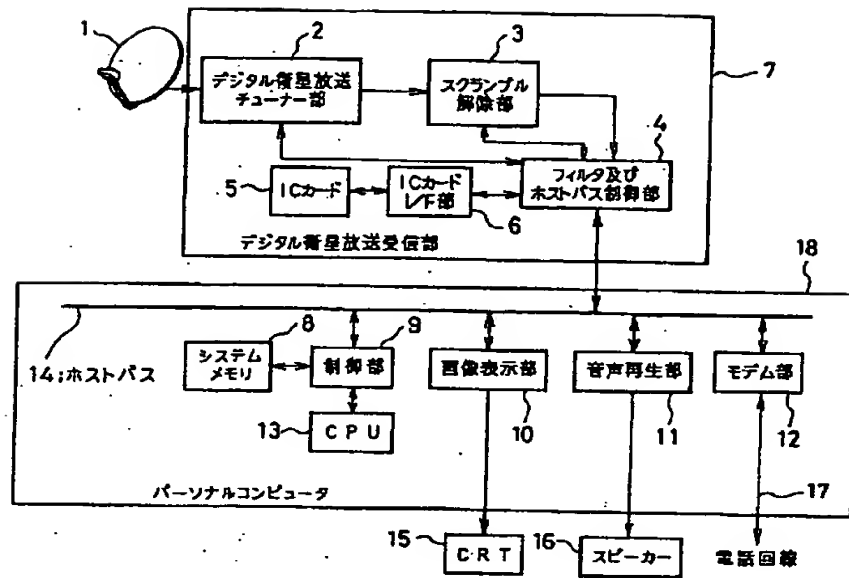 1
2
3
7
デジタル衛星放送
チューナー部
スクランブル
解除部
4
5
ICカード
ICカード
I/F部
6
フィルタ及び
ホストバス制御部
デジタル衛星放送受信部
18
14;ホストバス
8
9
システム
メモリ
制御部
画像表示部
音声再生部
モデム部
13
CPU
10
11
12
パーソナルコンピュータ
17
15
CRT
16
スピーカー
電話回線